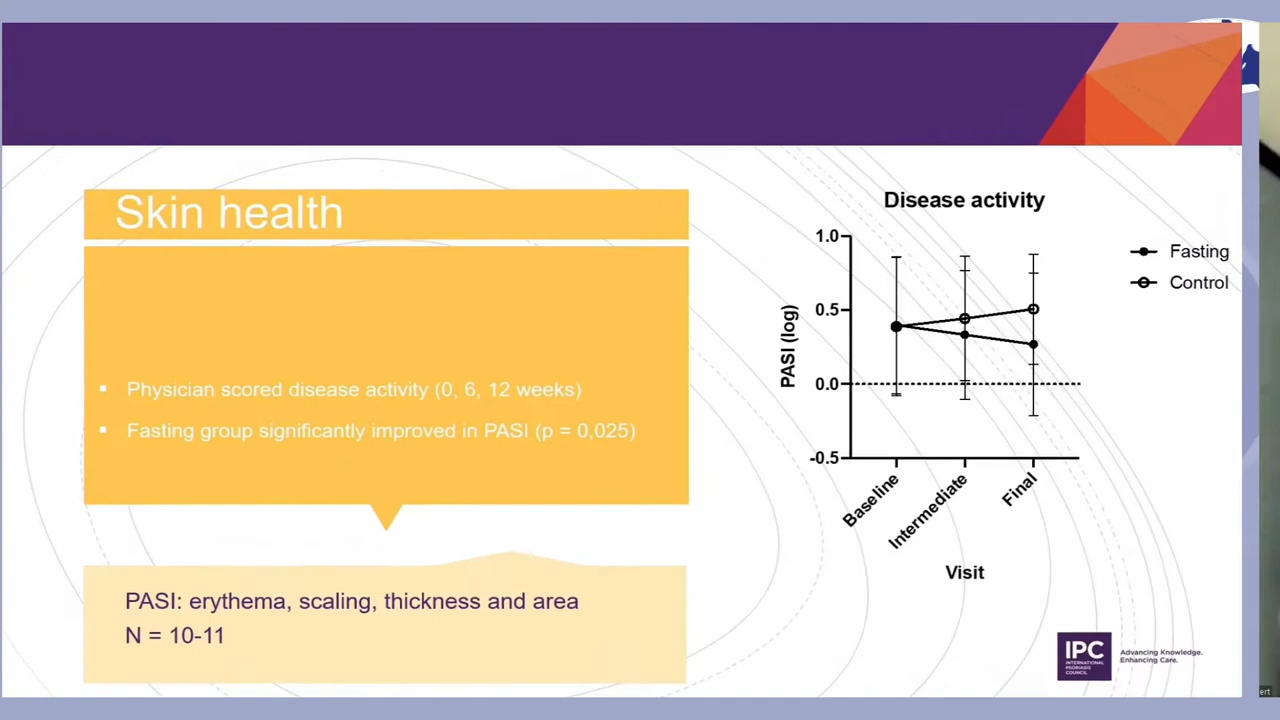 Skin health
Physician scored disease activity (0, 6, 12 weeks)
Fasting group significantly improved in PASI (p = 0,025)
PASI: erythema, scaling, thickness and area
N = 10-11
Disease activity
1.0
0.5
0.0
-0.5
PASI (log)
Baseline
Intermediate
Final
Visit
Fasting
Control
IPC
INTERNATIONAL
PSORIASIS
COUNCIL
Advancing Knowledge.
Enhancing Care.
ert